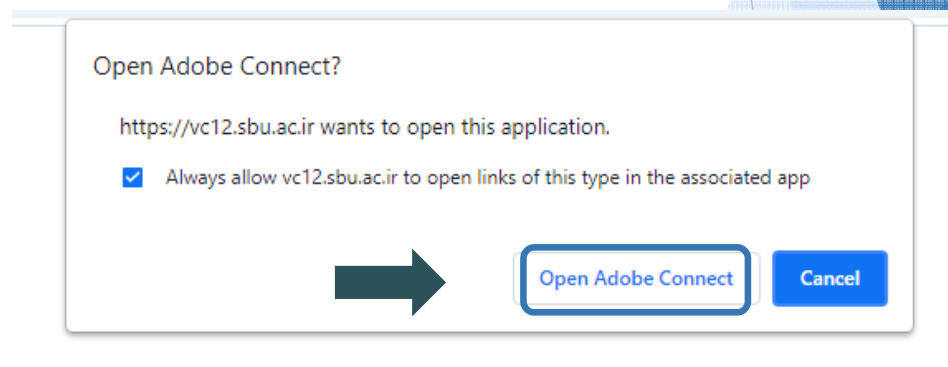 Open Adobe Connect?
https://vc12.sbu.ac.ir wants to open this application.
Always allow vc12.sbu.ac.ir to open links of this type in the associated app
Open Adobe Connect Cancel